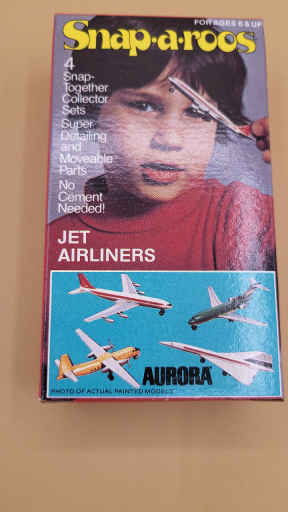 FOR AGES 8 & UP
Snap-a-roos
4
Snap-
Together
Collector
Sets
Super
Detailing
and
Moveable
Parts
No
Cement
Needed!
JET
AIRLINERS
AURORA
PHOTO OF ACTUAL PAINTED MODELS